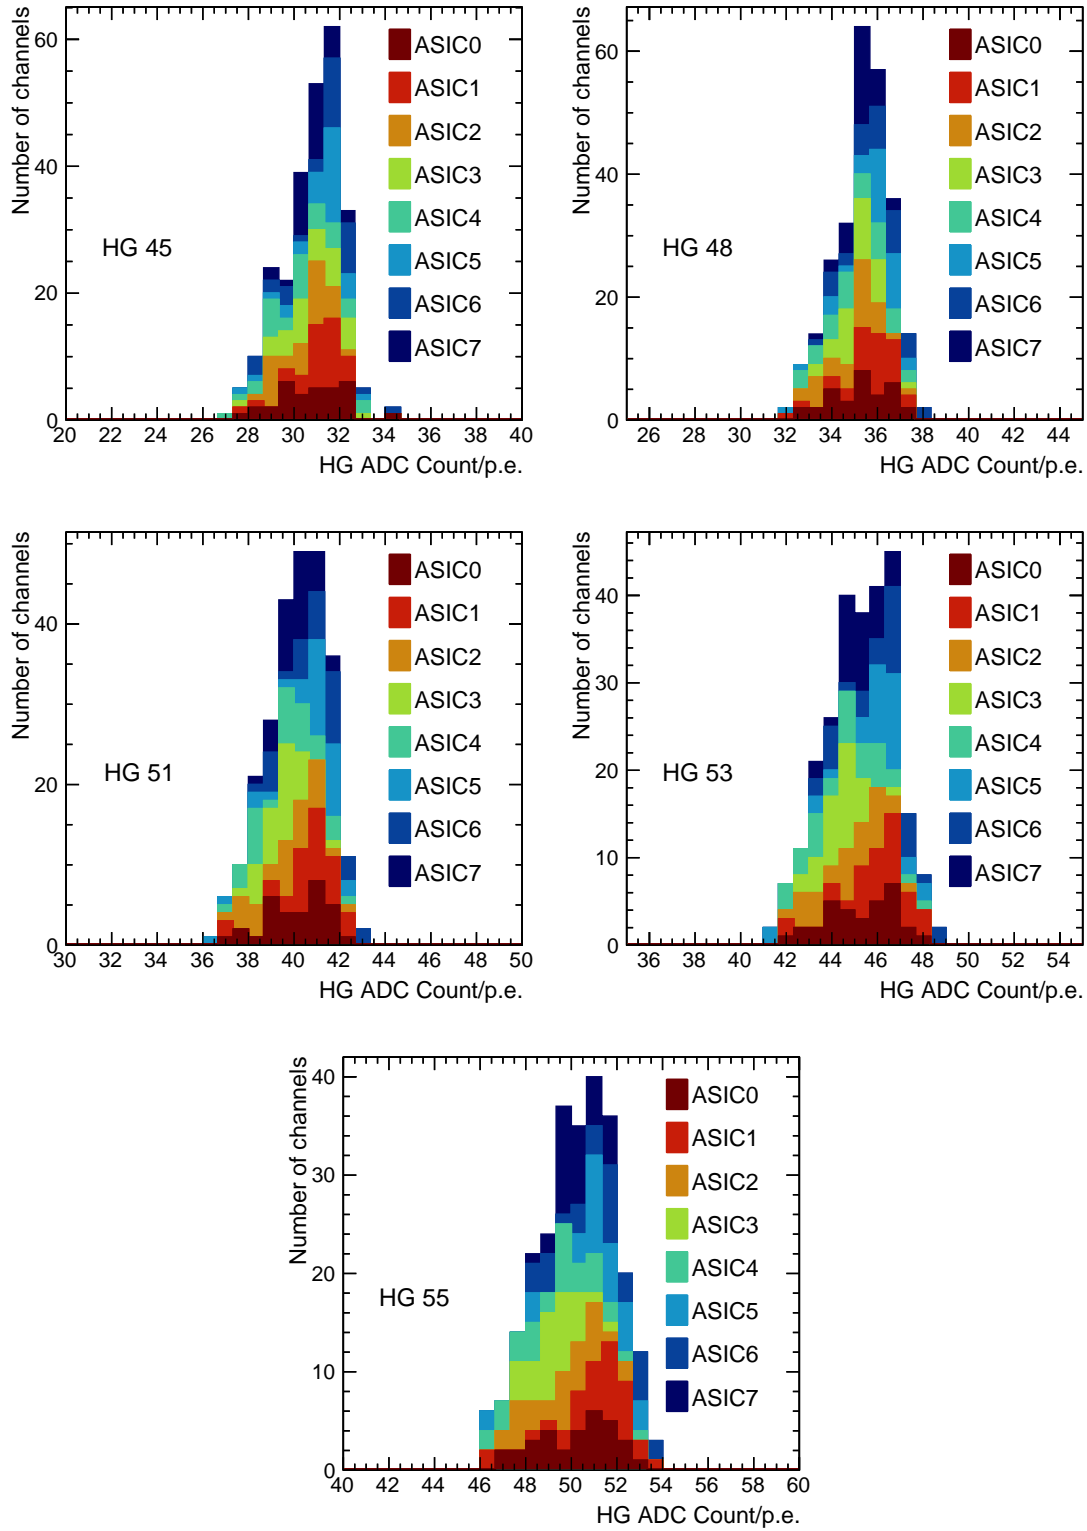 Number of channels
60
40
20
0
HG 45
ASIC0
ASIC1
ASIC2
ASIC3
ASIC4
ASIC5
ASIC6
ASIC7
20 22 24 26 28 30 32 34 36 38 40
HG ADC Count/p.e.
Number of channels
60
40
20
0
HG 48
ASIC0
ASIC1
ASIC2
ASIC3
ASIC4
ASIC5
ASIC6
ASIC7
26 28 30 32 34 36 38 40 42 44
HG ADC Count/p.e.
Number of channels
40
20
0
HG 51
ASIC0
ASIC1
ASIC2
ASIC3
ASIC4
ASIC5
ASIC6
ASIC7
30 32 34 36 38 40 42 44 46 48 50
HG ADC Count/p.e.
Number of channels
40
30
20
10
0
HG 53
ASIC0
ASIC1
ASIC2
ASIC3
ASIC4
ASIC5
ASIC6
ASIC7
36 38 40 42 44 46 48 50 52 54
HG ADC Count/p.e.
Number of channels
40
30
20
10
0
HG 55
ASIC0
ASIC1
ASIC2
ASIC3
ASIC4
ASIC5
ASIC6
ASIC7
40 42 44 46 48 50 52 54 56 58 60
HG ADC Count/p.e.